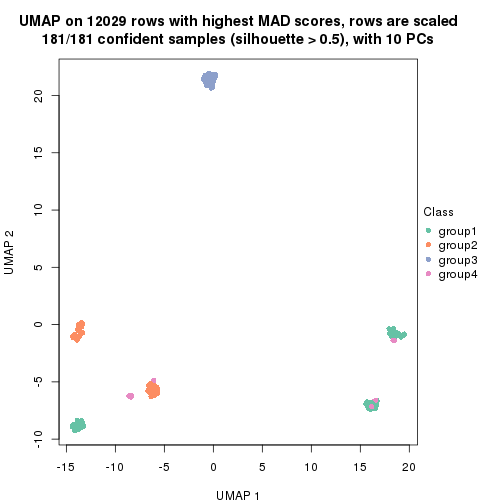 UMAP on 12029 rows with highest MAD scores, rows are scaled
181/181 confident samples (silhouette > 0.5), with 10 PCs
20
15
10
5
0
-5
-10
UMAP 2
-15
-10
-5
0
5
10
15
20
UMAP 1
Class
group1
group2
group3
group4